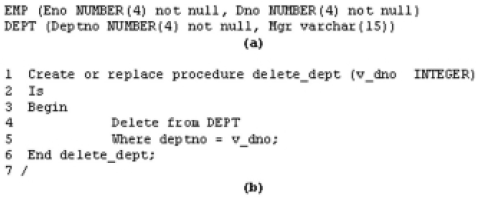 EMP (Eno NUMBER(4) not null, Dno NUMBER(4) not null)
DEPT (Deptno NUMBER(4) not null, Mgr varchar(15))
(a)
1 Create or replace procedure delete_dept (v_dno INTEGER)
2 Is
3 Begin
4 Delete from DEPT
5 Where deptno = v_dno;
6 End delete_dept;
7 /
(b)